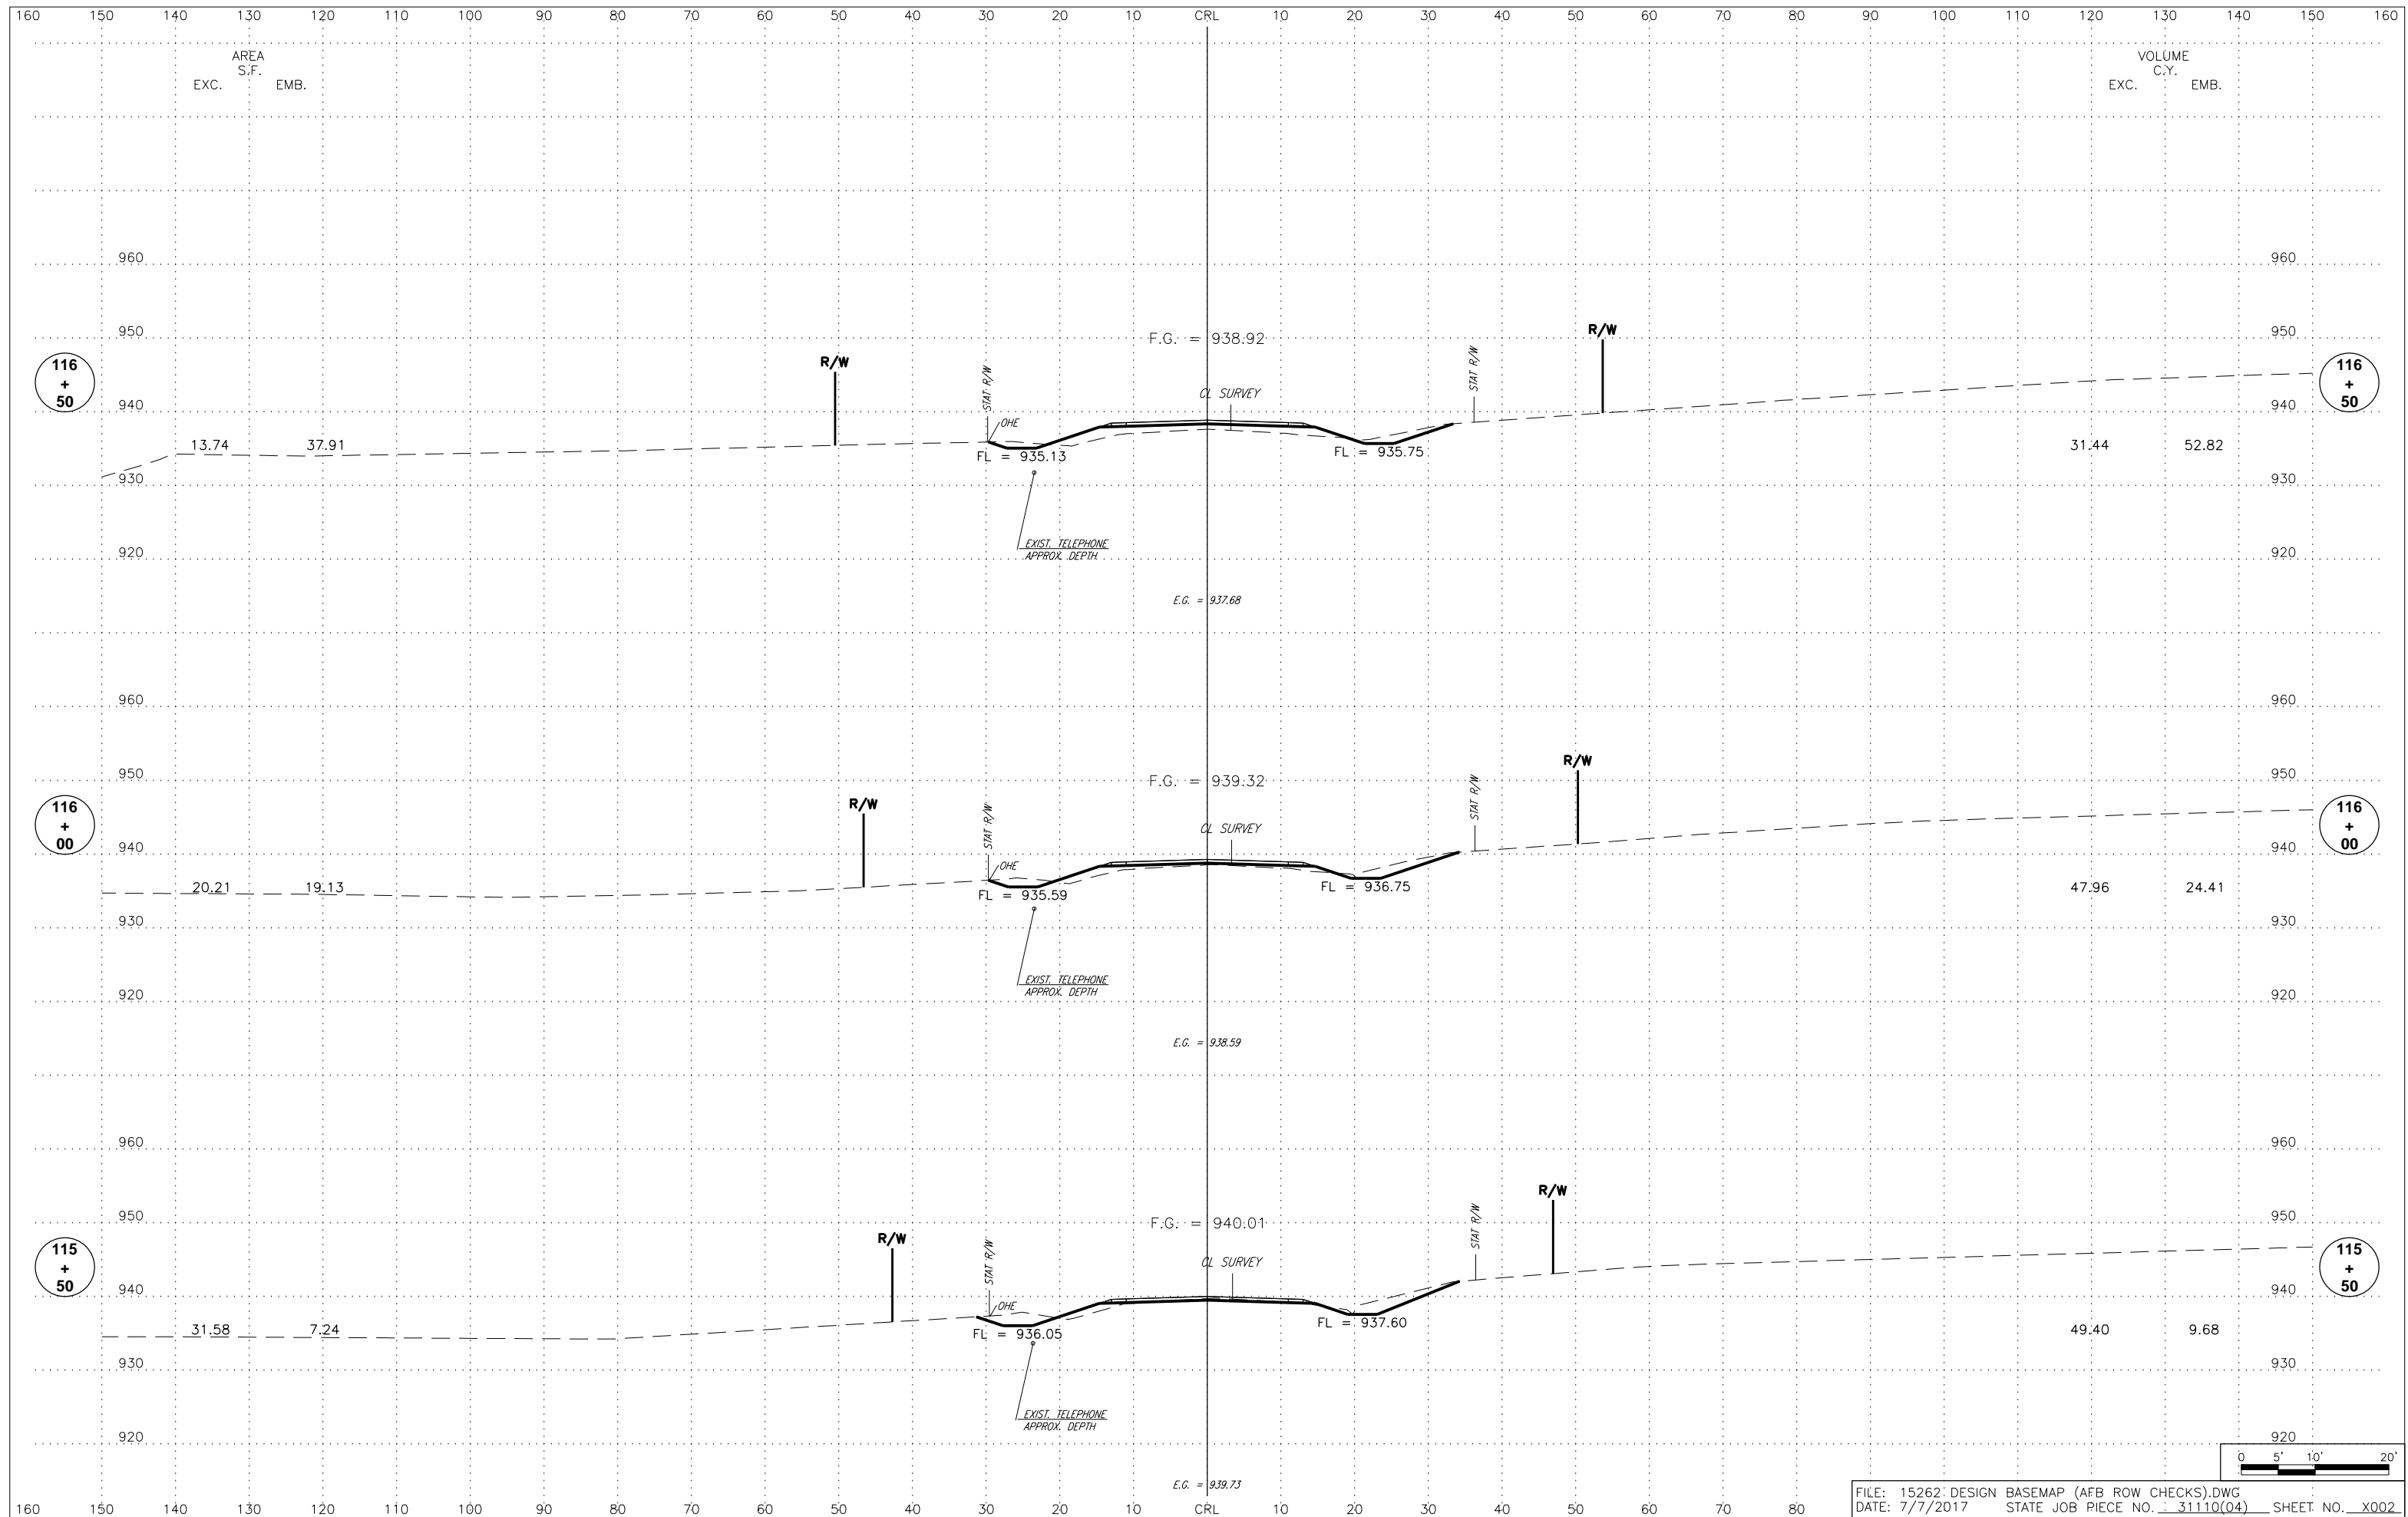 160 150 140 130 120 110 100 90 80 70 60 50 40 30 20 10 CRL 10 20 30 40 50 60 70 80 90 100 110 120 130 140 150 160
AREA
S.F.
EXC. EMB.
VOLUME
C.Y.
EXC. EMB.
960 960
950 F.G. = 938.92 950
R/W R/W
STAT R/W STAT R/W
116
+
50
116
+
50
CL SURVEY
940 940
OHE
13.74 37.91 31.44 52.82
FL = 935.13 FL = 935.75
930 930
EXIST. TELEPHONE
APPROX. DEPTH
920 920
E.G. = 937.68
960 960
R/W
950 F.G. = 939.32 950
R/W
STAT R/W STAT R/W
116
+
00
116
+
00
CL SURVEY
940 940
OHE
20.21 19.13 47.96 24.41
FL = 935.59 FL = 936.75
930 930
EXIST. TELEPHONE
APPROX. DEPTH
920 920
E.G. = 938.59
960 960
R/W
950 F.G. = 940.01 950
R/W
STAT R/W STAT R/W
115
+
50
115
+
50
CL SURVEY
940 940
OHE
31.58 7.24 49.40 9.68
FL = 936.05 FL = 937.60
930 930
EXIST. TELEPHONE
APPROX. DEPTH
920 920
0 5' 10' 20'
E.G. = 939.73
160 150 140 130 120 110 100 90 80 70 60 50 40 30 20 10 CRL 10 20 30 40 50 60 70 80
FILE: 15262 DESIGN BASEMAP (AFB ROW CHECKS).DWG
DATE: 7/7/2017 STATE JOB PIECE NO. 31110(04) SHEET NO. X002